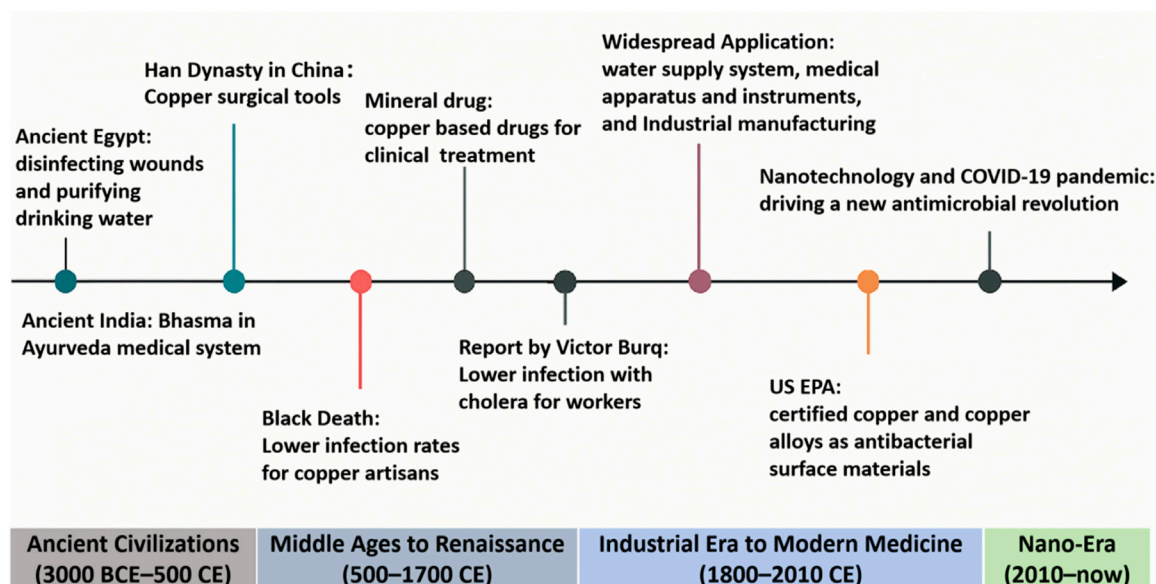 Ancient Egypt:
disinfecting wounds
and purifying
drinking water
Ancient India: Bhasma in
Ayurveda medical system
Han Dynasty in China：
Copper surgical tools
Black Death:
Lower infection rates
for copper artisans
Mineral drug:
copper based drugs for
clinical treatment
Report by Victor Burq:
Lower infection with
cholera for workers
Widespread Application:
water supply system, medical
apparatus and instruments,
and Industrial manufacturing
US EPA:
certified copper and copper
alloys as antibacterial
surface materials
Nanotechnology and COVID-19 pandemic:
driving a new antimicrobial revolution
Ancient Civilizations
(3000 BCE–500 CE)
Middle Ages to Renaissance
(500–1700 CE)
Industrial Era to Modern Medicine
(1800–2010 CE)
Nano-Era
(2010–now)